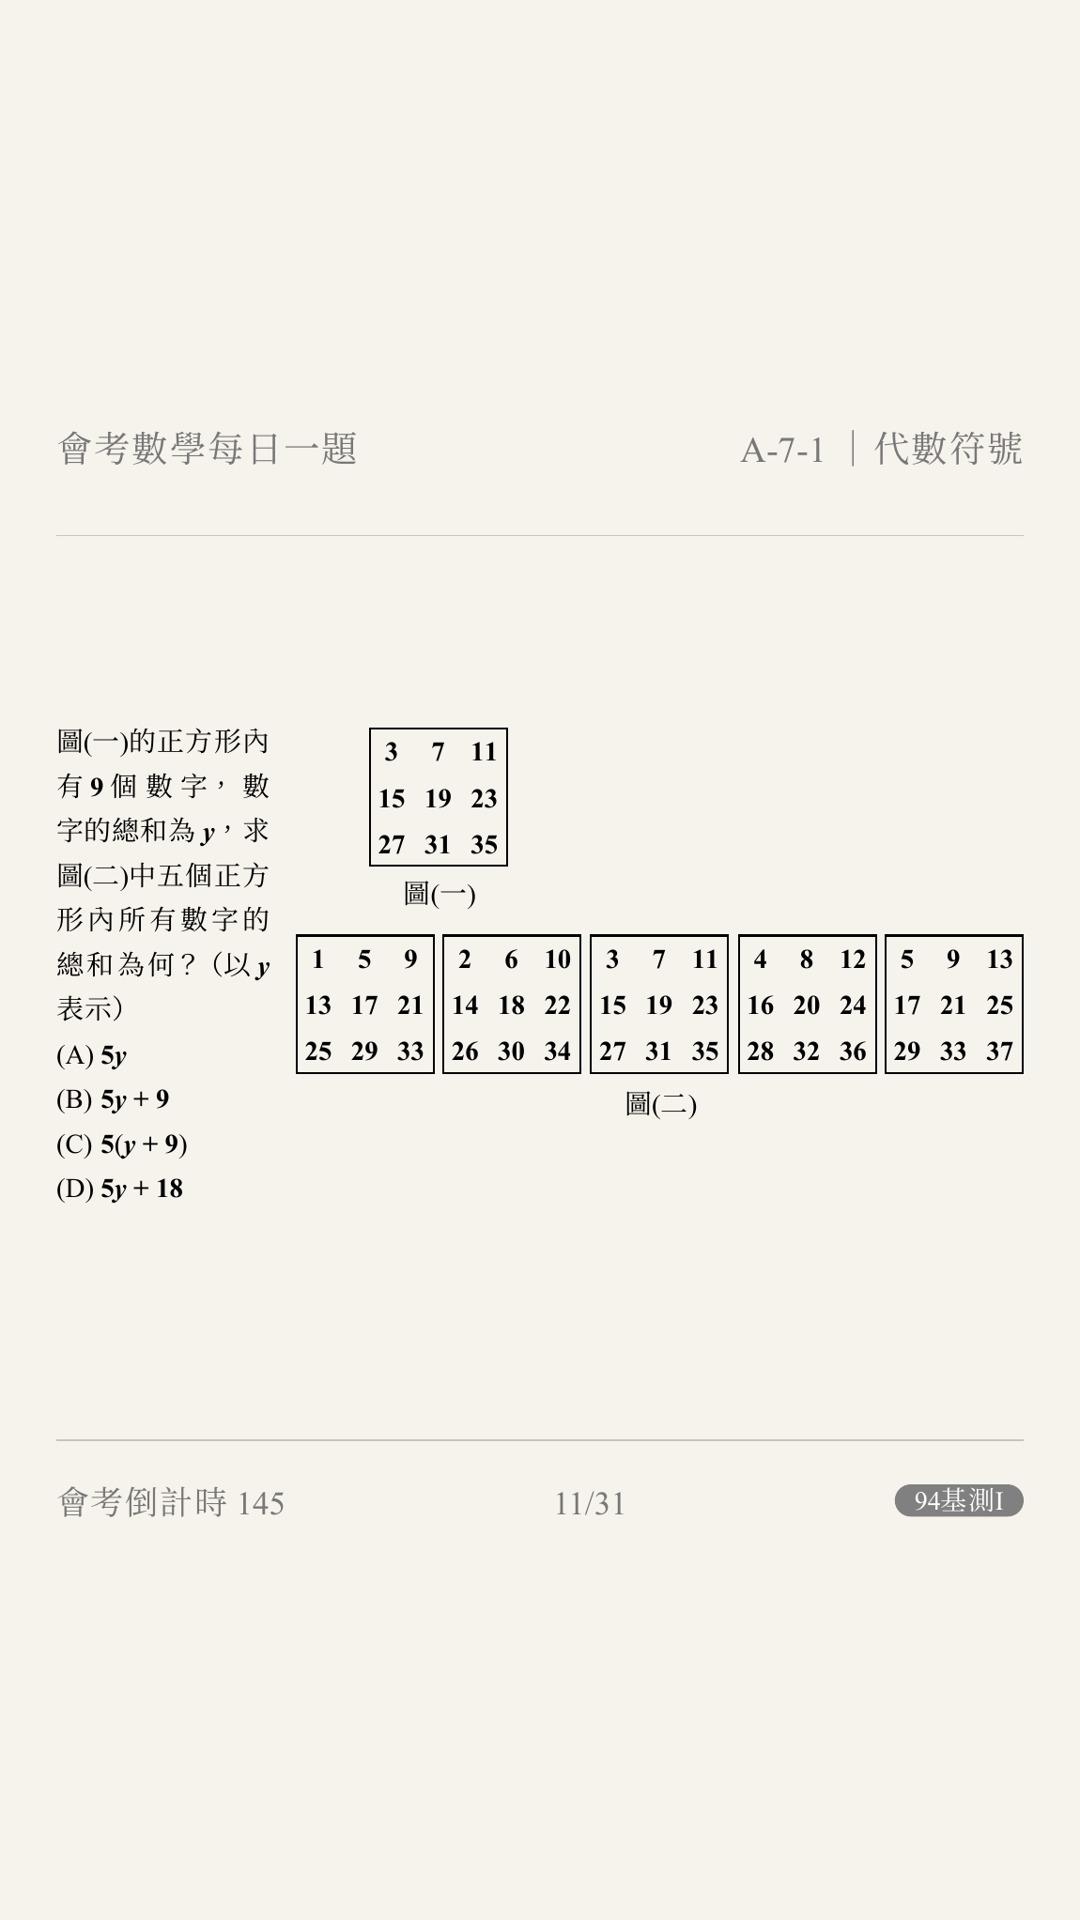 會考數學每日一題
A-7-1 | 代數符號
圖(一)的正方形內
有 9 個數字，數
字的總和為 y，求
圖(二)中五個正方
形內所有數字的
總和為何？（以 y
表示）
(A) 5y
(B) 5y + 9
(C) 5(y + 9)
(D) 5y + 18
3 7 11
15 19 23
27 31 35
圖(一)
1 5 9
13 17 21
25 29 33
2 6 10
14 18 22
26 30 34
3 7 11
15 19 23
27 31 35
4 8 12
16 20 24
28 32 36
5 9 13
17 21 25
29 33 37
圖(二)
會考倒計時 145
11/31
94基測I